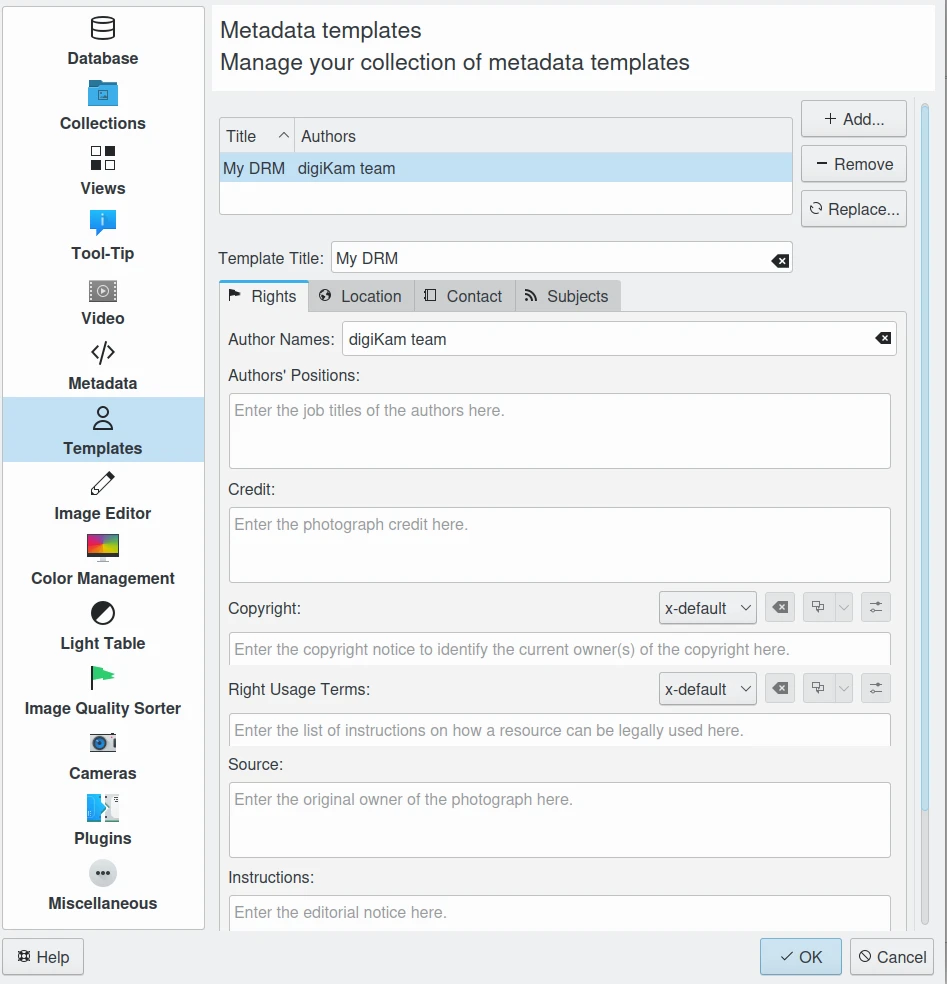 Database
Collections
Views
Tool-Tip
Video
Metadata
Templates
Image Editor
Color Management
Light Table
Image Quality Sorter
Cameras
Plugins
Miscellaneous
Metadata templates
Manage your collection of metadata templates
Title Authors
My DRM digiKam team
Add...
Remove
Replace...
Template Title: My DRM
Rights Location Contact Subjects
Author Names: digiKam team
Authors' Positions:
Enter the job titles of the authors here.
Credit:
Enter the photograph credit here.
Copyright: x-default
Enter the copyright notice to identify the current owner(s) of the copyright here.
Right Usage Terms: x-default
Enter the list of instructions on how a resource can be legally used here.
Source:
Enter the original owner of the photograph here.
Instructions:
Enter the editorial notice here.
Help OK Cancel